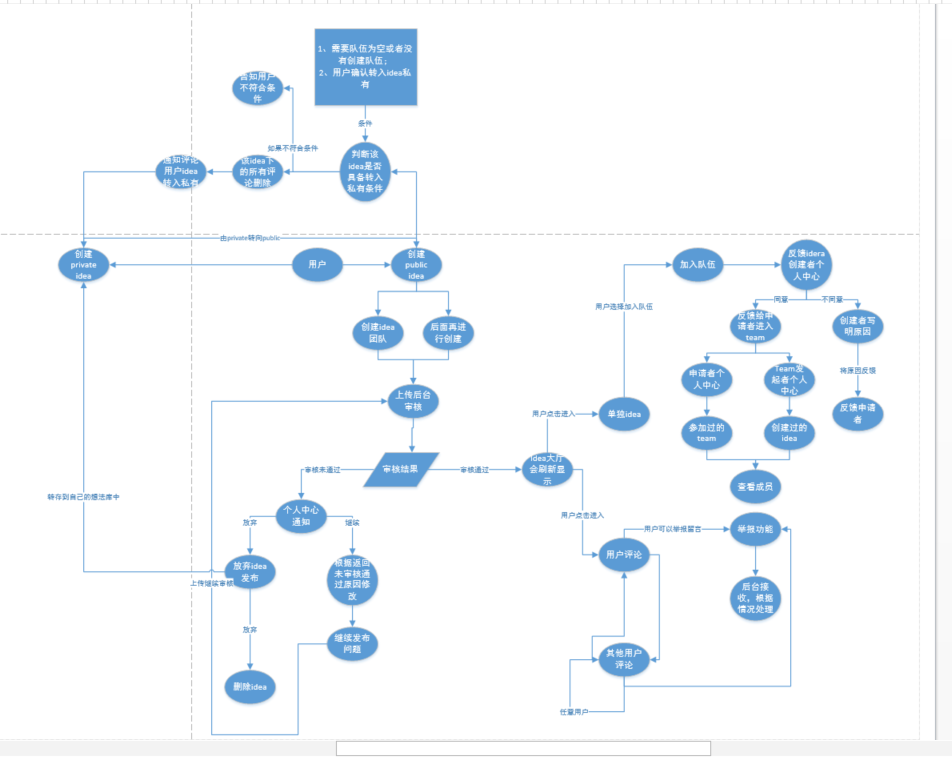 1、需要队伍为空或者没
有创建队伍；
2、用户确认转入idea私
有
告知用户
不符合条
件
条件
如果不符合条件
通知评论
用户idea
转入私有
该idea下
的所有评
论删除
判断该
idea是否
具备转入
私有条件
由private转向public
创建
private
idea
用户
创建
public
idea
加入队伍
反馈idera
创建者个
人中心
用户选择加入队伍
同意
不同意
创建idea
团队
后面再进
行创建
反馈给申
请者进入
team
创建者写
明原因
将原因反馈
申请者个
人中心
Team发
起者个人
中心
上传后台
审核
用户点击进入
单独idea
反馈申请
者
参加过的
team
创建过的
idea
审核未通过
审核结果
审核通过
idea大厅
会刷新显
示
查看成员
转存到自己的想法库中
个人中心
通知
用户点击进入
放弃
继续
用户可以举报留言
举报功能
用户评论
放弃idea
发布
上传继续审核
根据返回
未审核通
过原因修
改
后台接
收，根据
情况处理
放弃
继续发布
问题
其他用户
评论
删除idea
任意用户